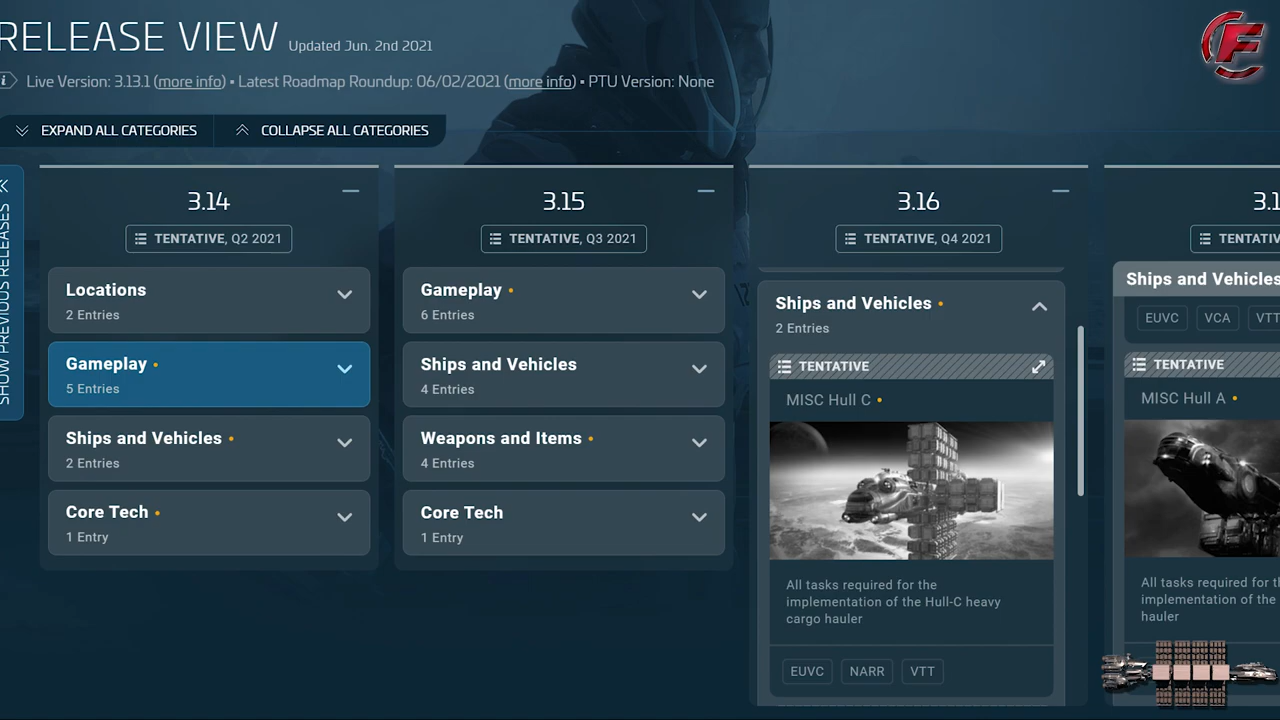 RELEASE VIEW Updated Jun. 2nd 2021
Live Version: 3.13.1 (more info) • Latest Roadmap Roundup: 06/02/2021 (more info) • PTU Version: None
EXPAND ALL CATEGORIES
COLLAPSE ALL CATEGORIES
SHOW PREVIOUS RELEASES
3.14
TENTATIVE, Q2 2021
Locations
2 Entries
Gameplay •
5 Entries
Ships and Vehicles •
2 Entries
Core Tech •
1 Entry
3.15
TENTATIVE, Q3 2021
Gameplay •
6 Entries
Ships and Vehicles
4 Entries
Weapons and Items •
4 Entries
Core Tech
1 Entry
3.16
TENTATIVE, Q4 2021
Ships and Vehicles •
2 Entries
TENTATIVE
MISC Hull C •
All tasks required for the
implementation of the Hull-C heavy
cargo hauler
EUVC NARR VTT
3.1
Ships and Vehicles
EUVC VCA VTT
TENTATIVE
MISC Hull A •
All tasks required for
implementation of the
hauler